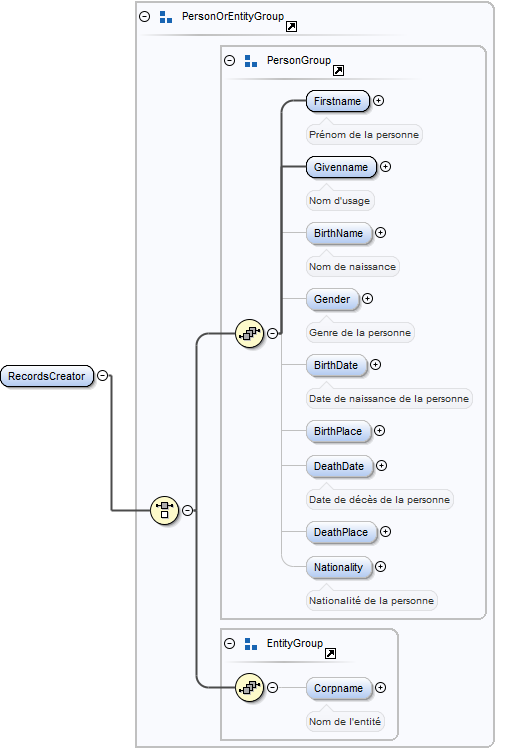 PersonOrEntityGroup
PersonGroup
Firstname
Prénom de la personne
Givenname
Nom d'usage
BirthName
Nom de naissance
Gender
Genre de la personne
RecordsCreator
BirthDate
Date de naissance de la personne
BirthPlace
DeathDate
Date de décès de la personne
DeathPlace
Nationality
Nationalité de la personne
EntityGroup
Corpname
Nom de l'entité